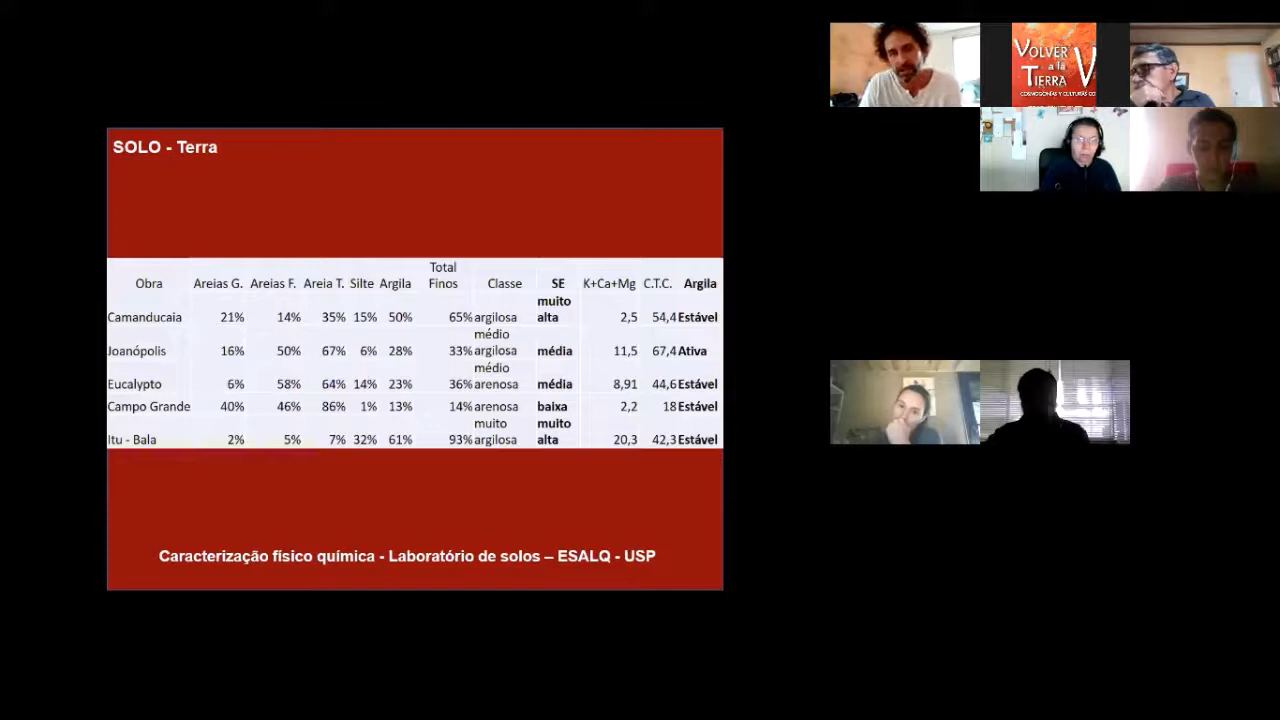 SOLO - Terra
Obra Areias G. Areias F. Areia T. Silte Argila Total Finos Classe SE K+Ca+Mg C.T.C. Argila
Camanducaia 21% 14% 35% 15% 50% 65% argilosa muito alta 2,5 54,4 Estável
Joanópolis 16% 50% 67% 6% 28% 33% médio argilosa média 11,5 67,4 Ativa
Eucalypto 6% 58% 64% 14% 23% 36% médio arenosa média 8,91 44,6 Estável
Campo Grande 40% 46% 86% 1% 13% 14% arenosa baixa 2,2 18 Estável
Itu - Bala 2% 5% 7% 32% 61% 93% muito argilosa muito alta 20,3 42,3 Estável
Caracterização físico química - Laboratório de solos – ESALQ - USP
VOLVER
a la
TIERRA
V
COSMOGONÍAS Y CULTURAS CO